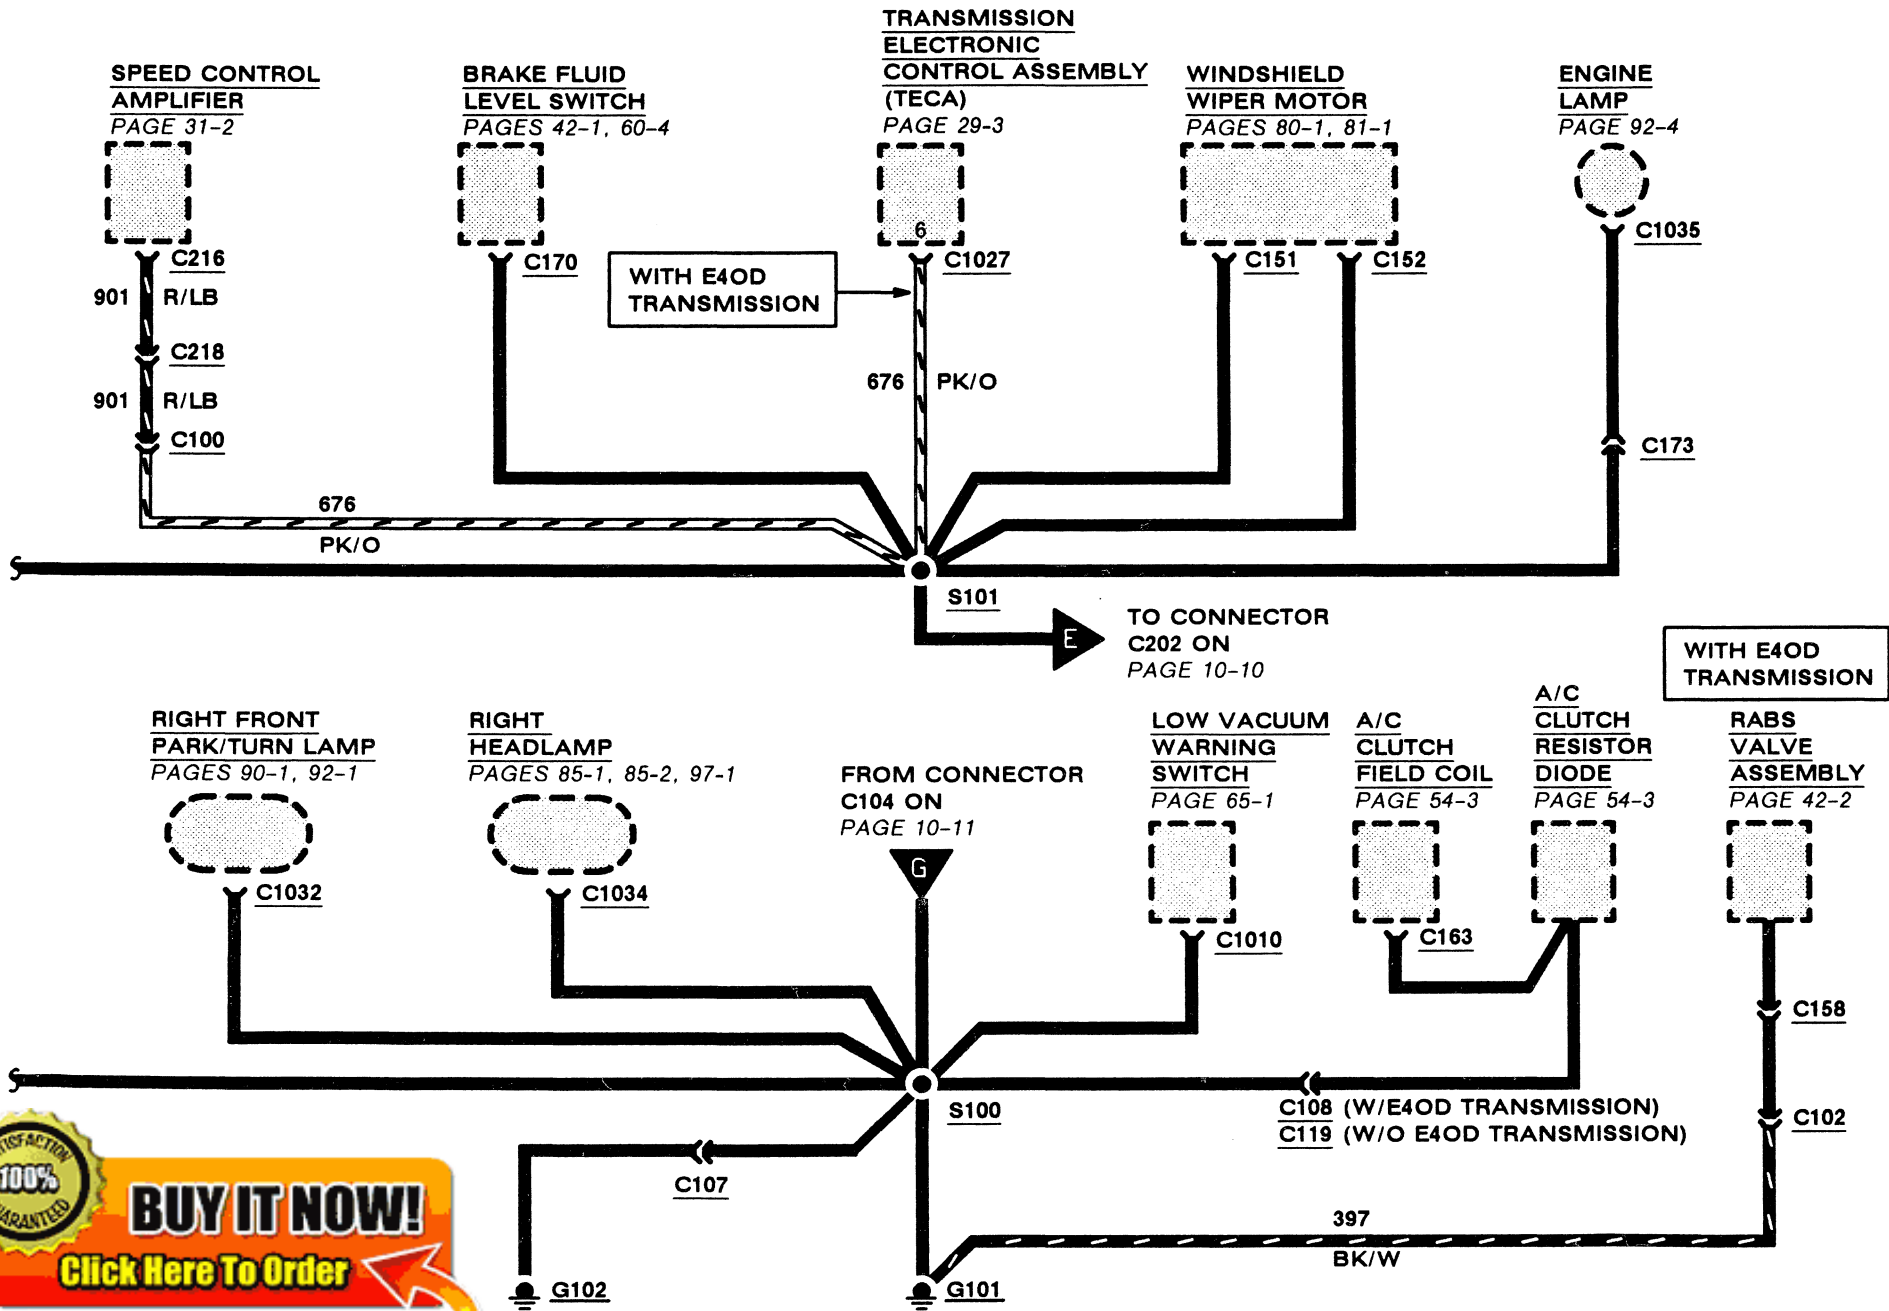 SPEED CONTROL
AMPLIFIER
PAGE 31-2
BRAKE FLUID
LEVEL SWITCH
PAGES 42-1, 60-4
TRANSMISSION
ELECTRONIC
CONTROL ASSEMBLY
(TECA)
PAGE 29-3
WINDSHIELD
WIPER MOTOR
PAGES 80-1, 81-1
ENGINE
LAMP
PAGE 92-4
6
C216
C170
C1027
C151
C152
C1035
WITH E4OD
TRANSMISSION
901 R/LB
C218
676 PK/O
901 R/LB
C100
C173
676
PK/O
S101
E
TO CONNECTOR
C202 ON
PAGE 10-10
WITH E4OD
TRANSMISSION
RIGHT FRONT
PARK/TURN LAMP
PAGES 90-1, 92-1
RIGHT
HEADLAMP
PAGES 85-1, 85-2, 97-1
FROM CONNECTOR
C104 ON
PAGE 10-11
G
LOW VACUUM
WARNING
SWITCH
PAGE 65-1
A/C
CLUTCH
FIELD COIL
PAGE 54-3
A/C
CLUTCH
RESISTOR
DIODE
PAGE 54-3
RABS
VALVE
ASSEMBLY
PAGE 42-2
C1032
C1034
C1010
C163
C158
S100
C108 (W/E4OD TRANSMISSION)
C119 (W/O E4OD TRANSMISSION)
C102
C107
397
BK/W
G102
G101
100%
BUY IT NOW!
Click Here To Order